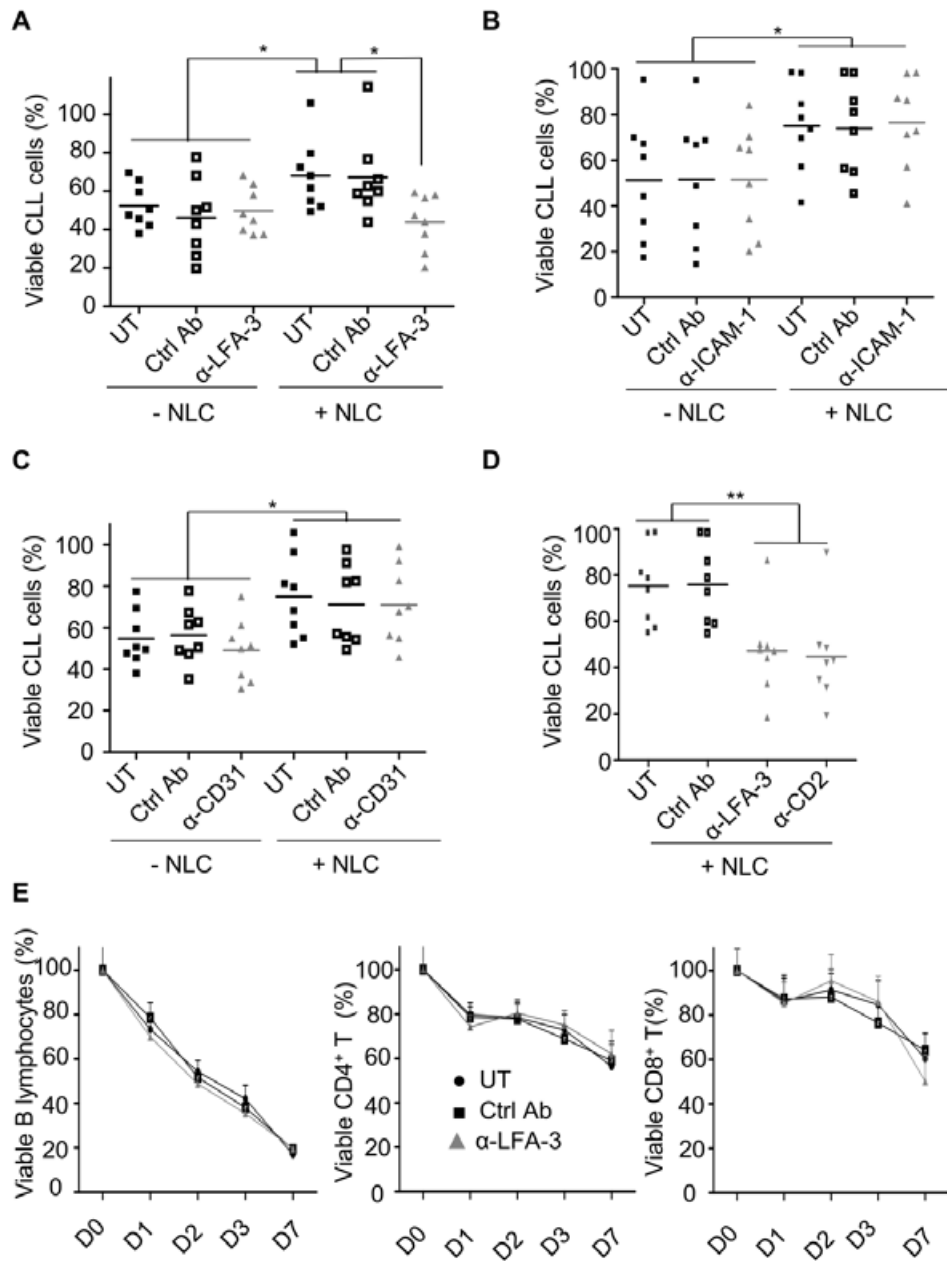 A
*
*
Viable CLL cells (%)
100
80
60
40
20
0
UT
Ctrl Ab
α-LFA-3
UT
Ctrl Ab
α-LFA-3
- NLC
+ NLC
B
*
Viable CLL cells (%)
100
80
60
40
20
0
UT
Ctrl Ab
α-ICAM-1
UT
Ctrl Ab
α-ICAM-1
- NLC
+ NLC
C
*
Viable CLL cells (%)
100
80
60
40
20
0
UT
Ctrl Ab
α-CD31
UT
Ctrl Ab
α-CD31
- NLC
+ NLC
D
**
Viable CLL cells (%)
100
80
60
40
20
0
UT
Ctrl Ab
α-LFA-3
α-CD2
+ NLC
E
Viable B lymphocytes (%)
100
80
60
40
20
0
D0
D1
D2
D3
D7
Viable CD4+ T (%)
100
80
60
40
20
0
UT
Ctrl Ab
α-LFA-3
D0
D1
D2
D3
D7
Viable CD8+ T(%)
100
80
60
40
20
0
D0
D1
D2
D3
D7